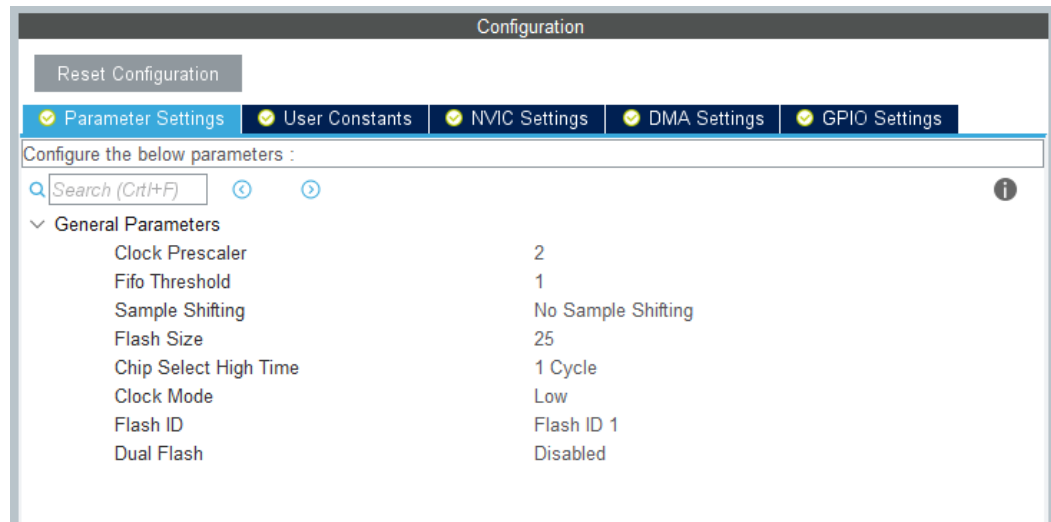 Configuration
Reset Configuration
Parameter Settings User Constants NVIC Settings DMA Settings GPIO Settings
Configure the below parameters :
Search (Crtl+F)
General Parameters
Clock Prescaler 2
Fifo Threshold 1
Sample Shifting No Sample Shifting
Flash Size 25
Chip Select High Time 1 Cycle
Clock Mode Low
Flash ID Flash ID 1
Dual Flash Disabled